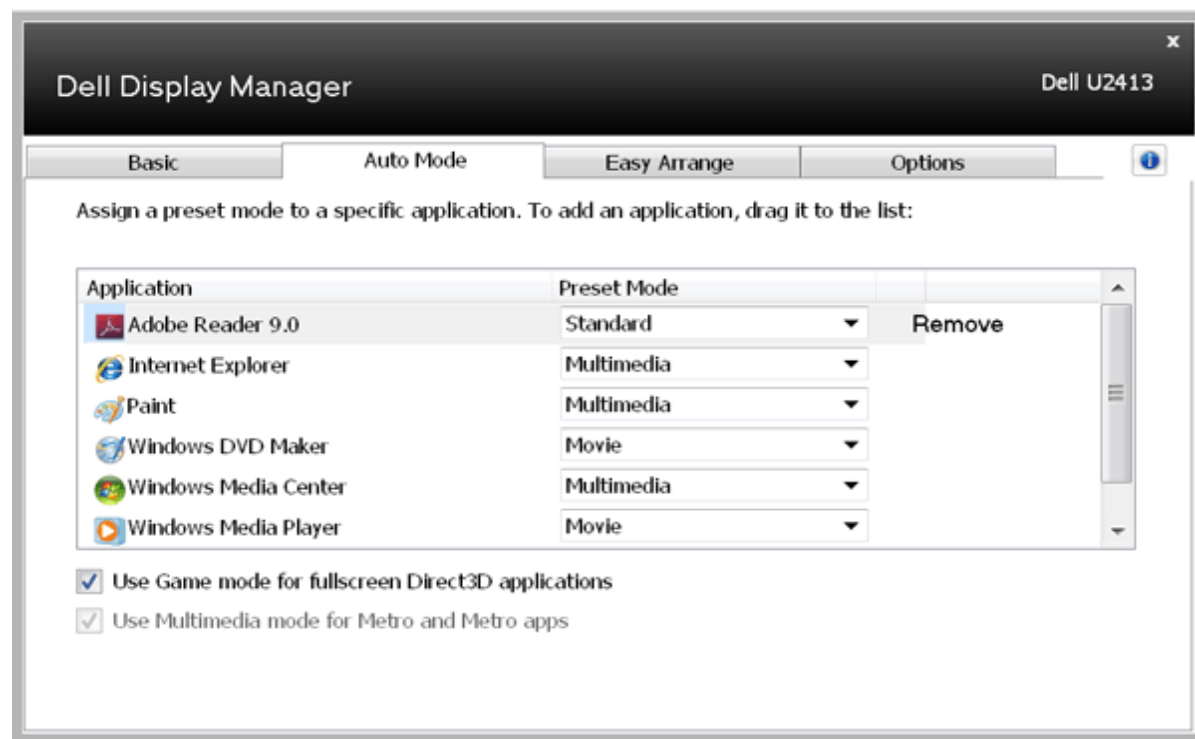 x
Dell Display Manager Dell U2413
Basic Auto Mode Easy Arrange Options
Assign a preset mode to a specific application. To add an application, drag it to the list:
Application Preset Mode
Adobe Reader 9.0 Standard Remove
Internet Explorer Multimedia
Paint Multimedia
Windows DVD Maker Movie
Windows Media Center Multimedia
Windows Media Player Movie
Use Game mode for fullscreen Direct3D applications
Use Multimedia mode for Metro and Metro apps